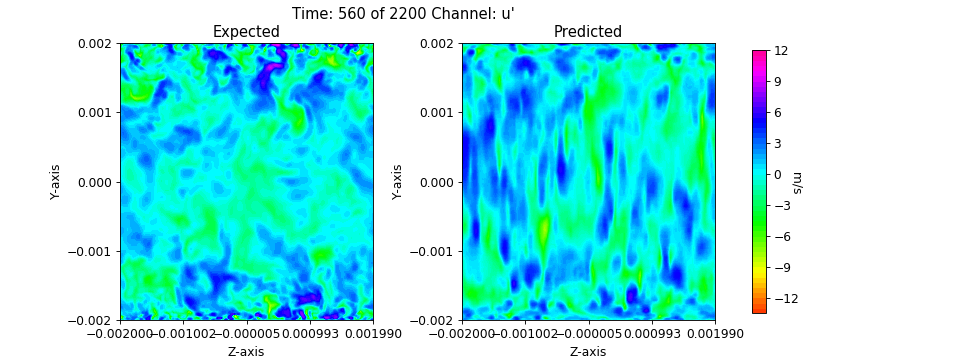 Time: 560 of 2200 Channel: u'
Expected
Predicted
0.002
0.001
0.000
−0.001
−0.002
Y-axis
−0.002000 −0.001002 −0.000005 0.000993 0.001990
Z-axis
0.002
0.001
0.000
−0.001
−0.002
Y-axis
−0.002000 −0.001002 −0.000005 0.000993 0.001990
Z-axis
12
9
6
3
0
−3
−6
−9
−12
m/s